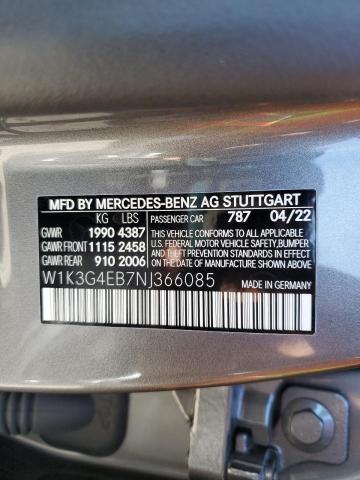 MFD BY MERCEDES-BENZ AG STUTTGART
KG LBS PASSENGER CAR 787 04/22
GVWR 1990 4387
GAWR FRONT 1115 2458
GAWR REAR 910 2006
THIS VEHICLE CONFORMS TO ALL APPLICABLE
U.S. FEDERAL MOTOR VEHICLE SAFETY, BUMPER
AND THEFT PREVENTION STANDARDS IN EFFECT
ON THE DATE OF MANUFACTURE SHOWN ABOVE.
W1K3G4EB7NJ366085
MADE IN GERMANY